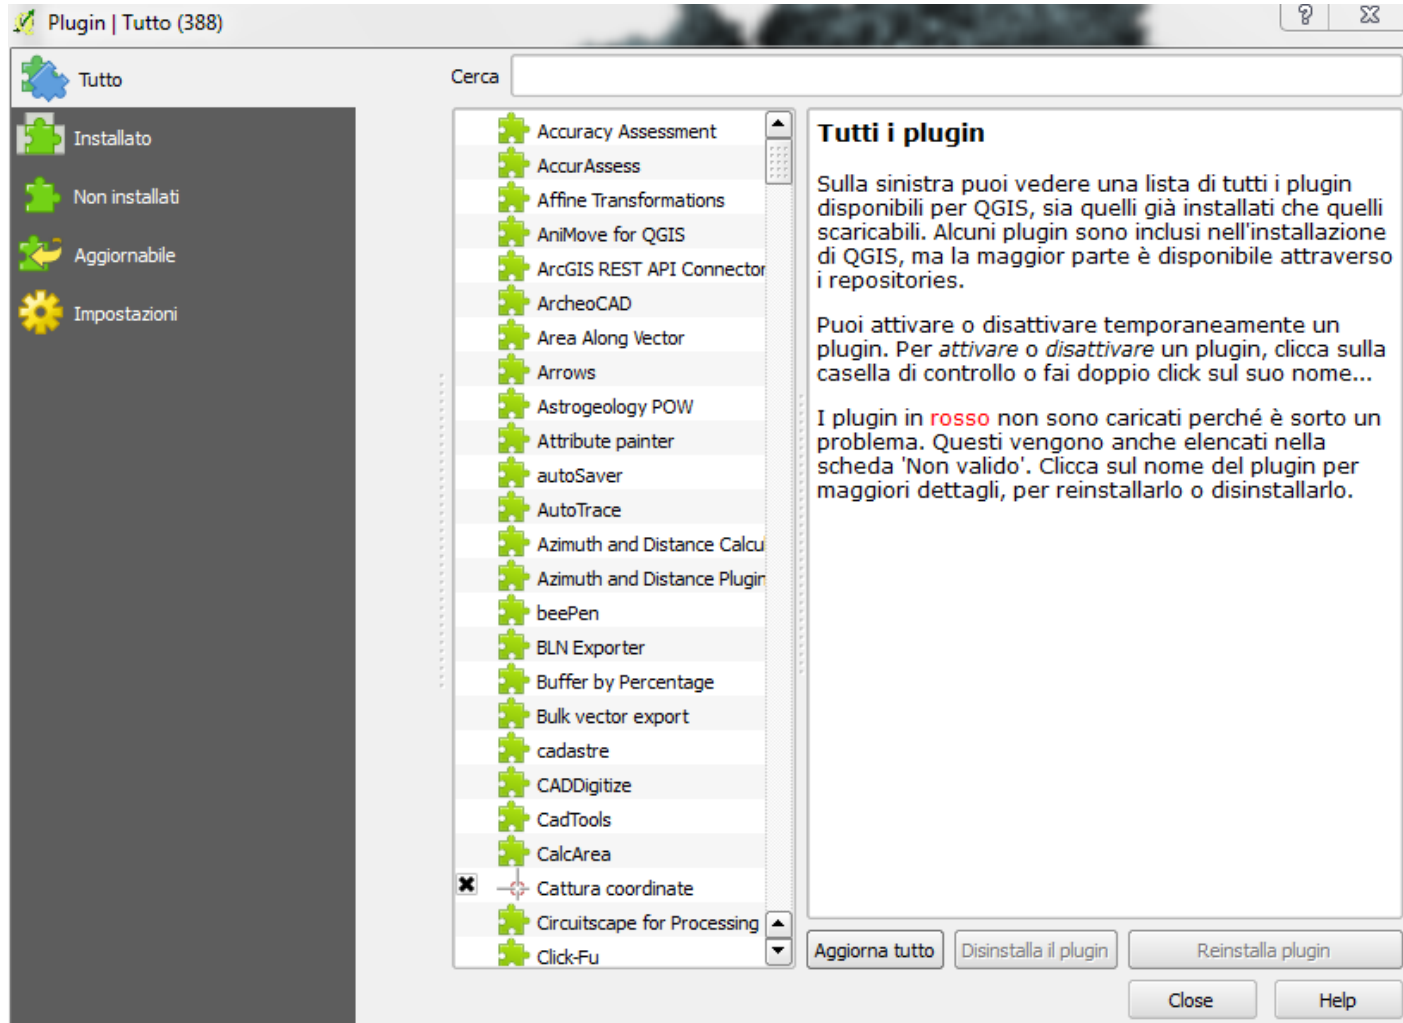 Plugin | Tutto (388)
Tutto
Installato
Non installati
Aggiornabile
Impostazioni
Cerca
Accuracy Assessment
AccurAssess
Affine Transformations
AniMove for QGIS
ArcGIS REST API Connector
ArcheoCAD
Area Along Vector
Arrows
Astrogeology POW
Attribute painter
autoSaver
AutoTrace
Azimuth and Distance Calcu
Azimuth and Distance Plugin
beePen
BLN Exporter
Buffer by Percentage
Bulk vector export
cadastre
CADDigitize
CadTools
CalcArea
Cattura coordinate
Circuitscape for Processing
Click-Fu
Tutti i plugin
Sulla sinistra puoi vedere una lista di tutti i plugin
disponibili per QGIS, sia quelli già installati che quelli
scaricabili. Alcuni plugin sono inclusi nell'installazione
di QGIS, ma la maggior parte è disponibile attraverso
i repositories.
Puoi attivare o disattivare temporaneamente un
plugin. Per attivare o disattivare un plugin, clicca sulla
casella di controllo o fai doppio click sul suo nome...
I plugin in rosso non sono caricati perché è sorto un
problema. Questi vengono anche elencati nella
scheda 'Non valido'. Clicca sul nome del plugin per
maggiori dettagli, per reinstallarlo o disinstallarlo.
Aggiorna tutto
Disinstalla il plugin
Reinstalla plugin
Close
Help